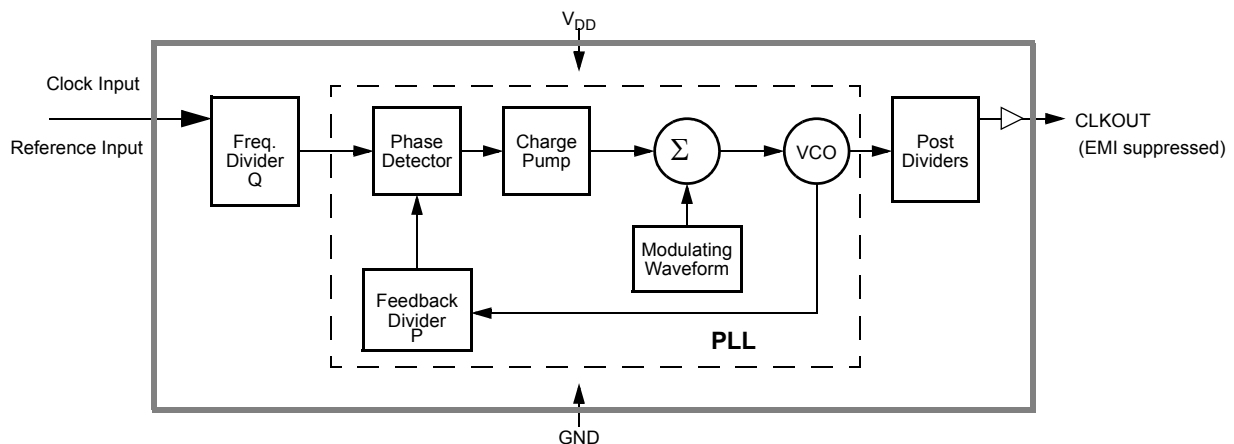 V_DD
Clock Input
Reference Input
Freq.
Divider
Q
Phase
Detector
Charge
Pump
Σ
VCO
Post
Dividers
CLKOUT
(EMI suppressed)
Modulating
Waveform
Feedback
Divider
P
PLL
GND